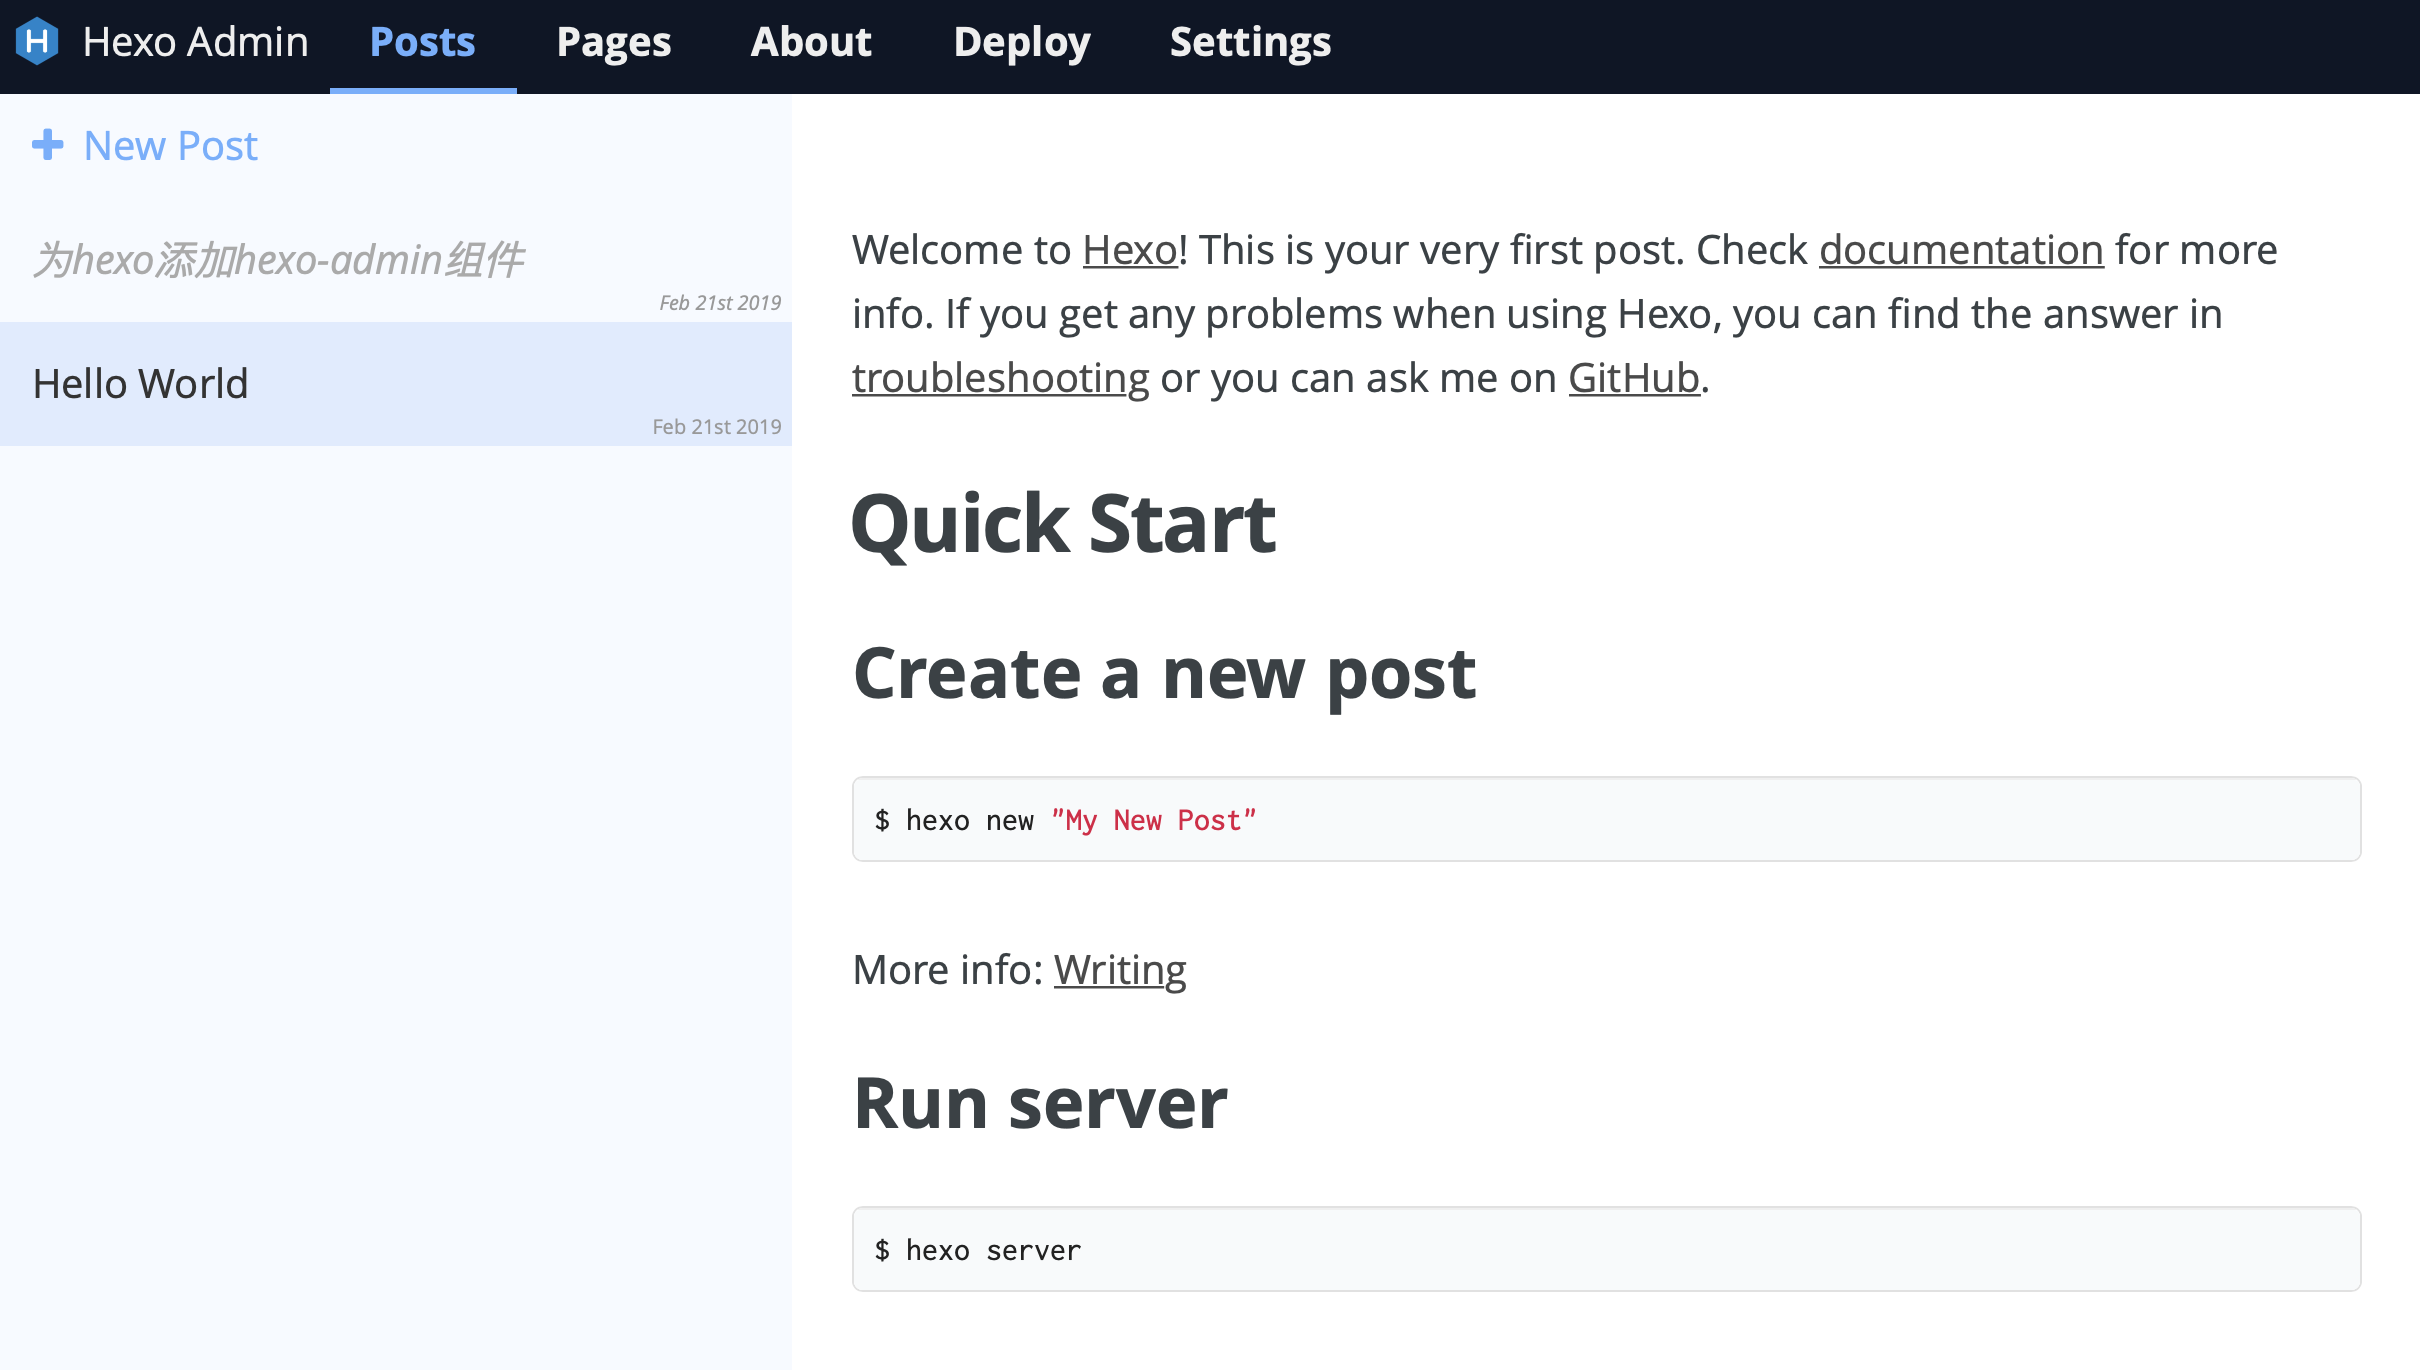 Hexo Admin Posts Pages About Deploy Settings
New Post
为hexo添加hexo-admin组件
Feb 21st 2019
Hello World
Feb 21st 2019
Welcome to Hexo! This is your very first post. Check documentation for more
info. If you get any problems when using Hexo, you can find the answer in
troubleshooting or you can ask me on GitHub.
Quick Start
Create a new post
$ hexo new "My New Post"
More info: Writing
Run server
$ hexo server